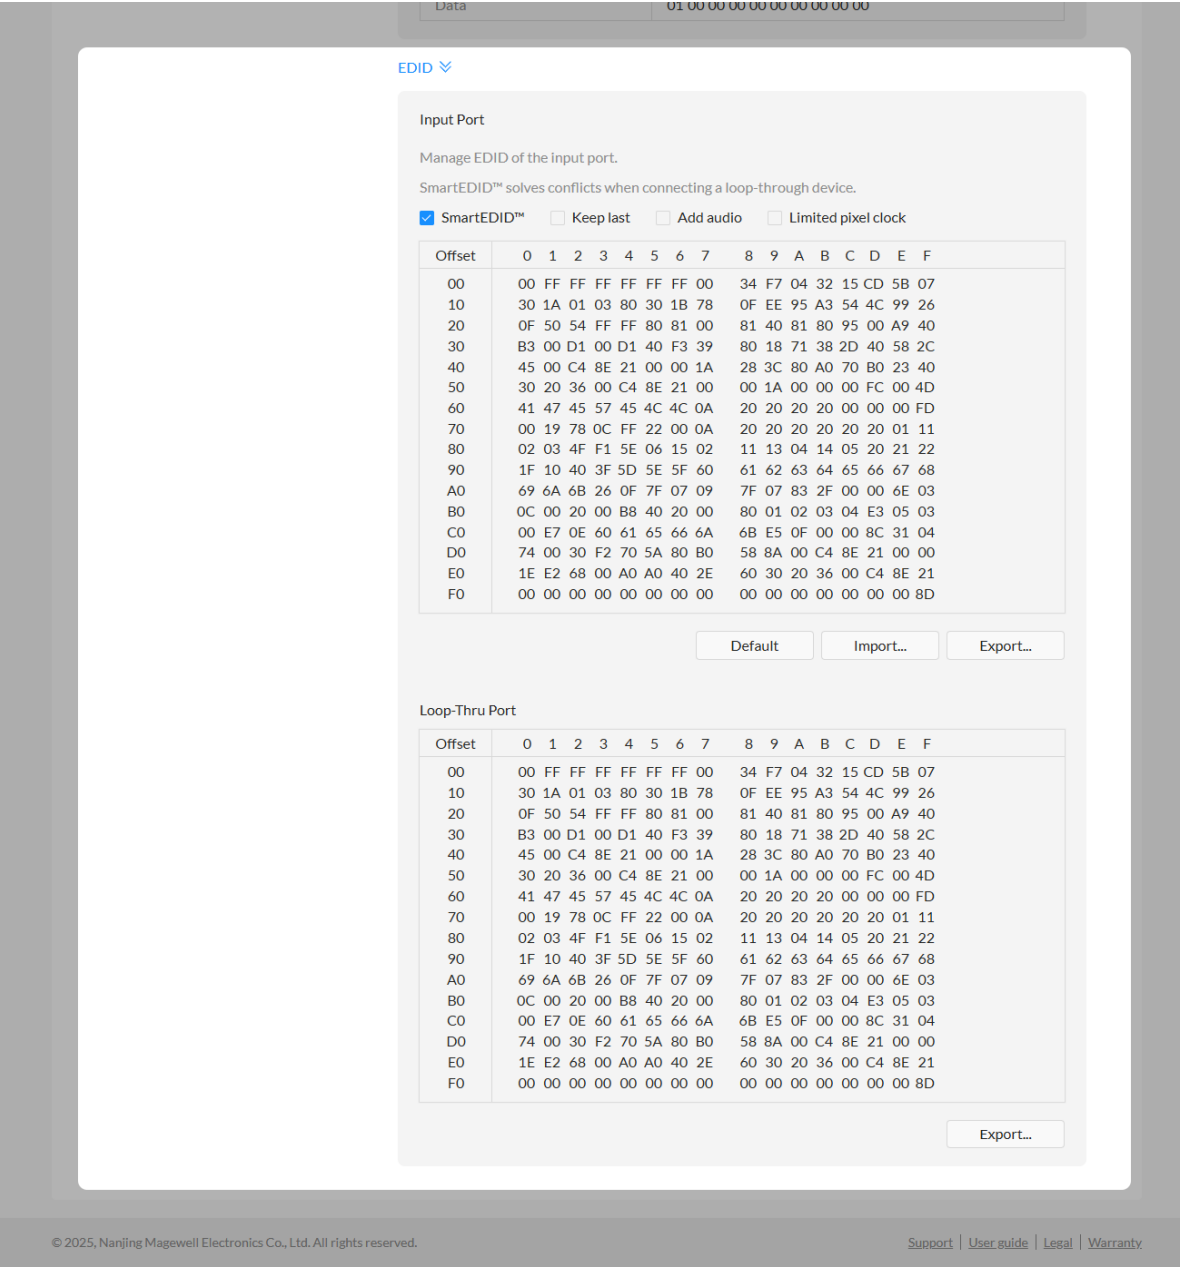 Data 01 00 00 00 00 00 00 00 00 00
EDID
Input Port
Manage EDID of the input port.
SmartEDID™ solves conflicts when connecting a loop-through device.
SmartEDID™ Keep last Add audio Limited pixel clock
Offset 0 1 2 3 4 5 6 7 8 9 A B C D E F
00 00 FF FF FF FF FF FF 00 34 F7 04 32 15 CD 5B 07
10 30 1A 01 03 80 30 1B 78 0F EE 95 A3 54 4C 99 26
20 0F 50 54 FF FF 80 81 00 81 40 81 80 95 00 A9 40
30 B3 00 D1 00 D1 40 F3 39 80 18 71 38 2D 40 58 2C
40 45 00 C4 8E 21 00 00 1A 28 3C 80 A0 70 B0 23 40
50 30 20 36 00 C4 8E 21 00 00 1A 00 00 00 FC 00 4D
60 41 47 45 57 45 4C 4C 0A 20 20 20 20 00 00 00 FD
70 00 19 78 0C FF 22 00 0A 20 20 20 20 20 20 01 11
80 02 03 4F F1 5E 06 15 02 11 13 04 14 05 20 21 22
90 1F 10 40 3F 5D 5E 5F 60 61 62 63 64 65 66 67 68
A0 69 6A 6B 26 0F 7F 07 09 7F 07 83 2F 00 00 6E 03
B0 0C 00 20 00 B8 40 20 00 80 01 02 03 04 E3 05 03
C0 00 E7 0E 60 61 65 66 6A 6B E5 0F 00 00 8C 31 04
D0 74 00 30 F2 70 5A 80 B0 58 8A 00 C4 8E 21 00 00
E0 1E E2 68 00 A0 A0 40 2E 60 30 20 36 00 C4 8E 21
F0 00 00 00 00 00 00 00 00 00 00 00 00 00 00 00 8D
Default Import... Export...
Loop-Thru Port
Offset 0 1 2 3 4 5 6 7 8 9 A B C D E F
00 00 FF FF FF FF FF FF 00 34 F7 04 32 15 CD 5B 07
10 30 1A 01 03 80 30 1B 78 0F EE 95 A3 54 4C 99 26
20 0F 50 54 FF FF 80 81 00 81 40 81 80 95 00 A9 40
30 B3 00 D1 00 D1 40 F3 39 80 18 71 38 2D 40 58 2C
40 45 00 C4 8E 21 00 00 1A 28 3C 80 A0 70 B0 23 40
50 30 20 36 00 C4 8E 21 00 00 1A 00 00 00 FC 00 4D
60 41 47 45 57 45 4C 4C 0A 20 20 20 20 00 00 00 FD
70 00 19 78 0C FF 22 00 0A 20 20 20 20 20 20 01 11
80 02 03 4F F1 5E 06 15 02 11 13 04 14 05 20 21 22
90 1F 10 40 3F 5D 5E 5F 60 61 62 63 64 65 66 67 68
A0 69 6A 6B 26 0F 7F 07 09 7F 07 83 2F 00 00 6E 03
B0 0C 00 20 00 B8 40 20 00 80 01 02 03 04 E3 05 03
C0 00 E7 0E 60 61 65 66 6A 6B E5 0F 00 00 8C 31 04
D0 74 00 30 F2 70 5A 80 B0 58 8A 00 C4 8E 21 00 00
E0 1E E2 68 00 A0 A0 40 2E 60 30 20 36 00 C4 8E 21
F0 00 00 00 00 00 00 00 00 00 00 00 00 00 00 00 8D
Export...
© 2025, Nanjing Magewell Electronics Co., Ltd. All rights reserved. Support | User guide | Legal | Warranty